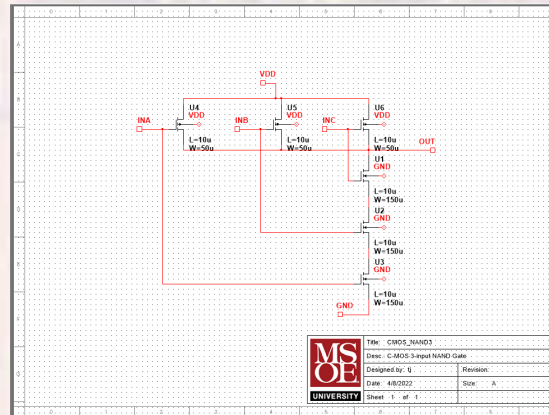 VDD
U4
VDD
U5
VDD
U6
VDD
INA
INB
INC
L=10u
W=50u
L=10u
W=50u
L=10u
W=50u
OUT
U1
GND
L=10u
W=150u
U2
GND
L=10u
W=150u
U3
GND
L=10u
W=150u
GND
MS
OE
UNIVERSITY
Title: CMOS_NAND3
Desc.: C-MOS 3-input NAND Gate
Designed by: tj
Revision:
Date: 4/8/2022
Size: A
Sheet 1 of 1